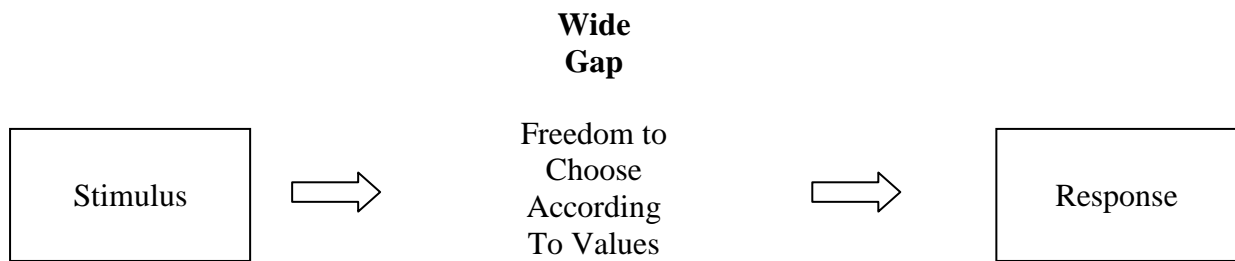 Wide
Gap
Stimulus
Freedom to
Choose
According
To Values
Response